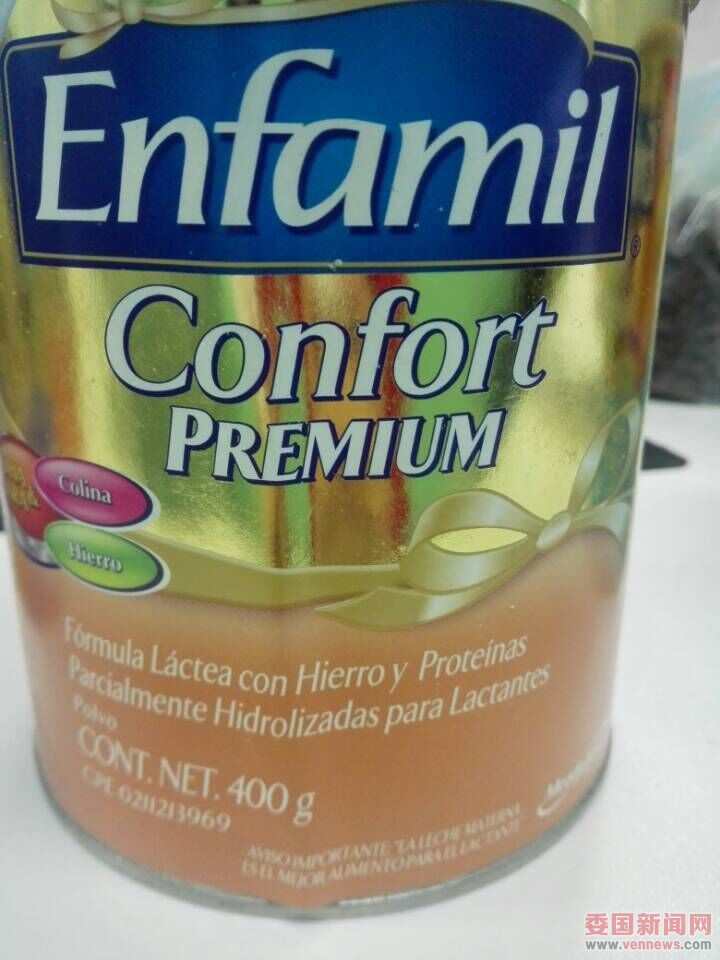 Enfamil
®
Confort
PREMIUM
Colina
Hierro
Fórmula Láctea con Hierro y Proteínas
Parcialmente Hidrolizadas para Lactantes
Polvo
CONT. NET. 400 g
CPE 0211213969
AVISO IMPORTANTE: "LA LECHE MATERNA
ES EL MEJOR ALIMENTO PARA EL LACTANTE"
委国新闻网
www.vennews.com